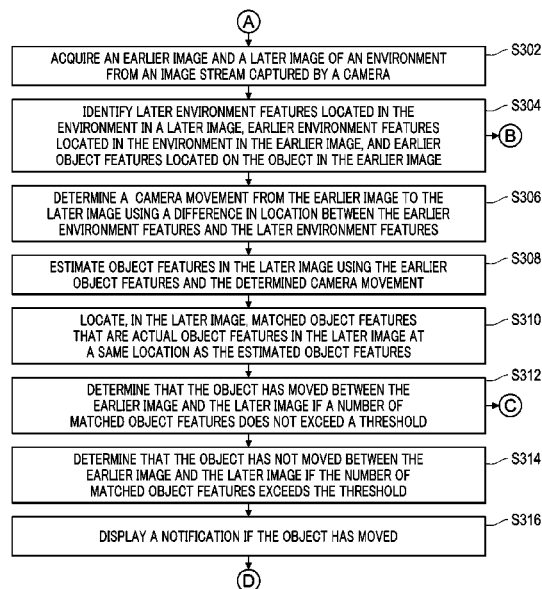 A
ACQUIRE AN EARLIER IMAGE AND A LATER IMAGE OF AN ENVIRONMENT
FROM AN IMAGE STREAM CAPTURED BY A CAMERA
S302
IDENTIFY LATER ENVIRONMENT FEATURES LOCATED IN THE
ENVIRONMENT IN A LATER IMAGE, EARLIER ENVIRONMENT FEATURES
LOCATED IN THE ENVIRONMENT IN THE EARLIER IMAGE, AND EARLIER
OBJECT FEATURES LOCATED ON THE OBJECT IN THE EARLIER IMAGE
S304
B
DETERMINE A CAMERA MOVEMENT FROM THE EARLIER IMAGE TO THE
LATER IMAGE USING A DIFFERENCE IN LOCATION BETWEEN THE EARLIER
ENVIRONMENT FEATURES AND THE LATER ENVIRONMENT FEATURES
S306
ESTIMATE OBJECT FEATURES IN THE LATER IMAGE USING THE EARLIER
OBJECT FEATURES AND THE DETERMINED CAMERA MOVEMENT
S308
LOCATE, IN THE LATER IMAGE, MATCHED OBJECT FEATURES
THAT ARE ACTUAL OBJECT FEATURES IN THE LATER IMAGE AT
A SAME LOCATION AS THE ESTIMATED OBJECT FEATURES
S310
DETERMINE THAT THE OBJECT HAS MOVED BETWEEN THE
EARLIER IMAGE AND THE LATER IMAGE IF A NUMBER OF
MATCHED OBJECT FEATURES DOES NOT EXCEED A THRESHOLD
S312
C
DETERMINE THAT THE OBJECT HAS NOT MOVED BETWEEN THE
EARLIER IMAGE AND THE LATER IMAGE IF THE NUMBER OF
MATCHED OBJECT FEATURES EXCEEDS THE THRESHOLD
S314
DISPLAY A NOTIFICATION IF THE OBJECT HAS MOVED
S316
D